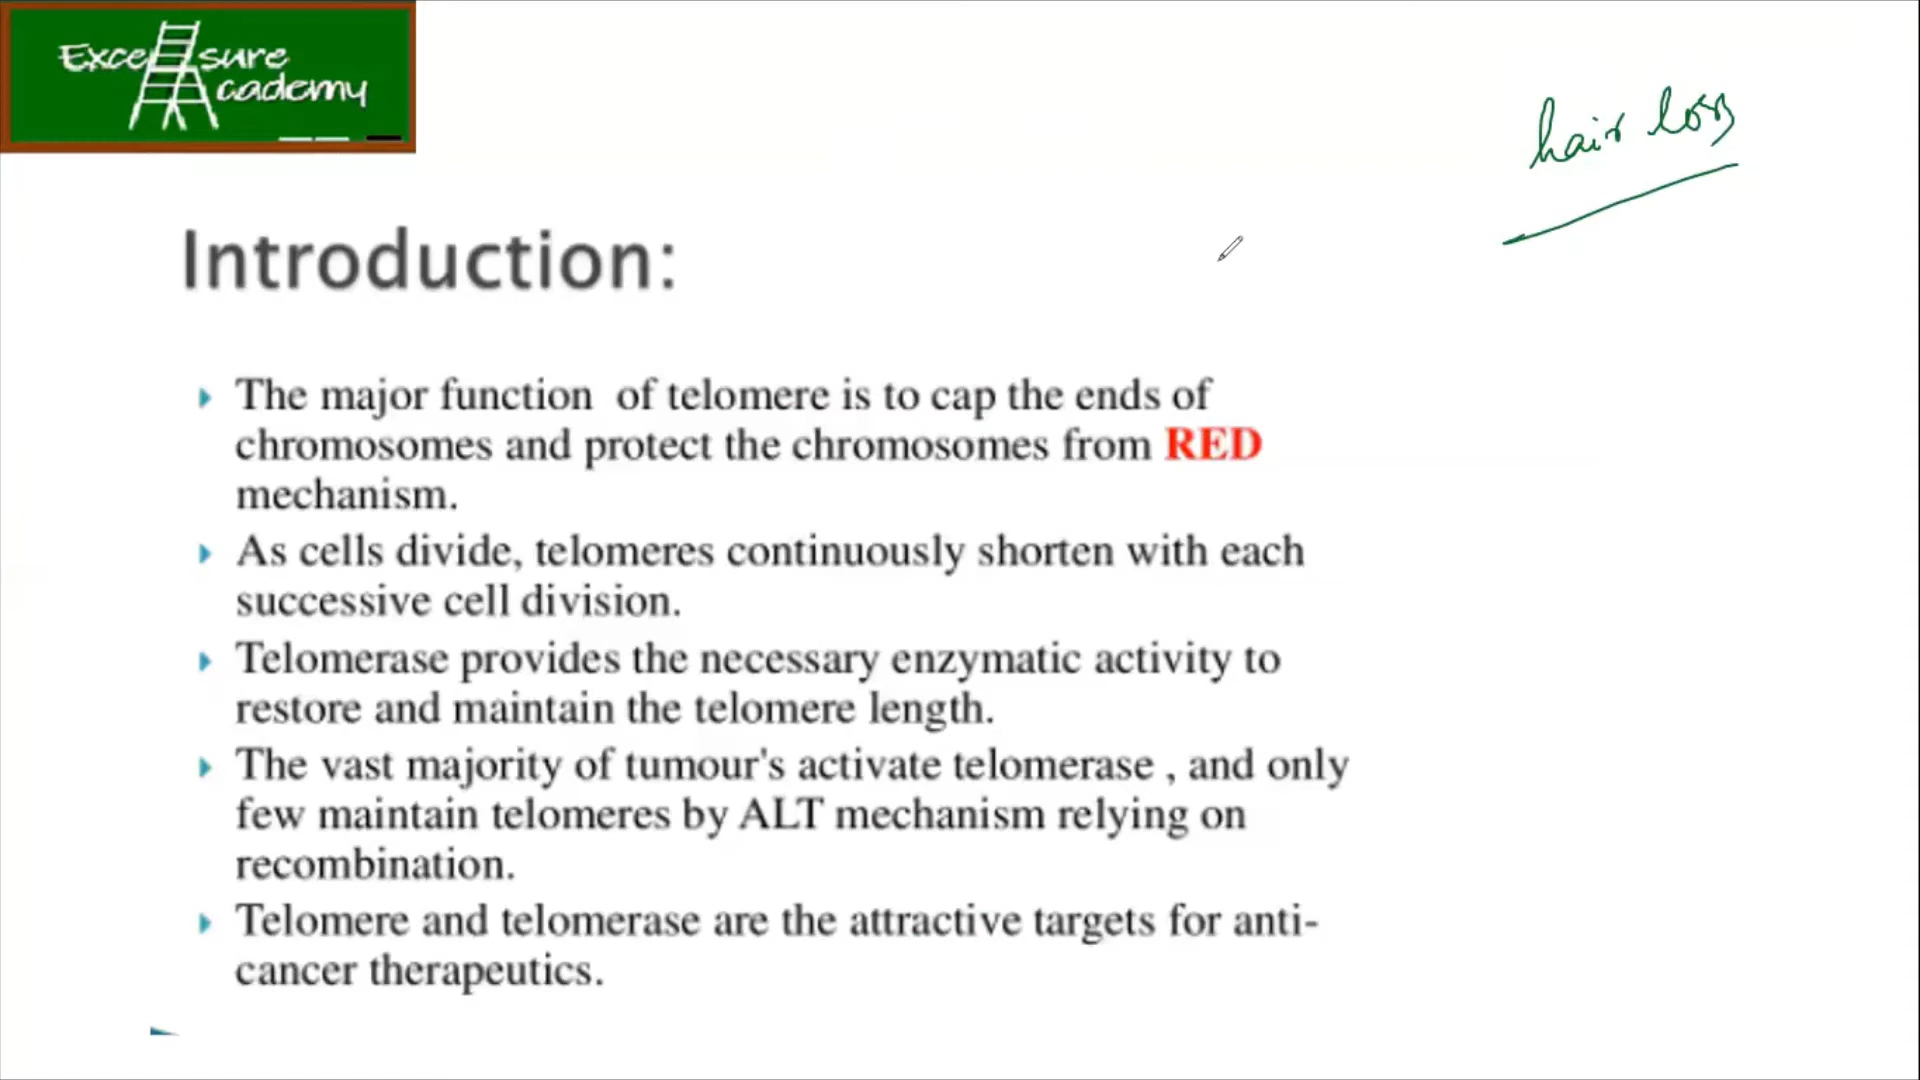 Excel sure
Academy
hair loss
Introduction:
The major function of telomere is to cap the ends of
chromosomes and protect the chromosomes from RED
mechanism.
As cells divide, telomeres continuously shorten with each
successive cell division.
Telomerase provides the necessary enzymatic activity to
restore and maintain the telomere length.
The vast majority of tumour's activate telomerase , and only
few maintain telomeres by ALT mechanism relying on
recombination.
Telomere and telomerase are the attractive targets for anti-
cancer therapeutics.